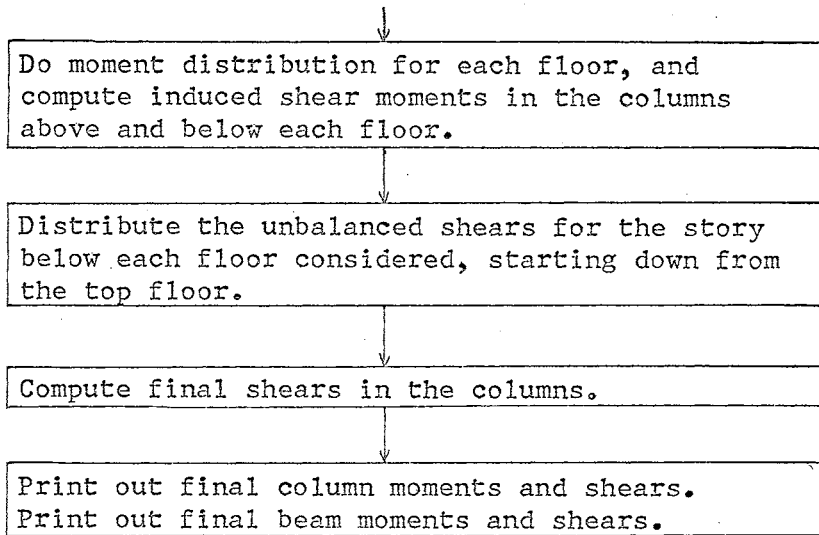 Do moment distribution for each floor, and
compute induced shear moments in the columns
above and below each floor.
Distribute the unbalanced shears for the story
below each floor considered, starting down from
the top floor.
Compute final shears in the columns.
Print out final column moments and shears.
Print out final beam moments and shears.